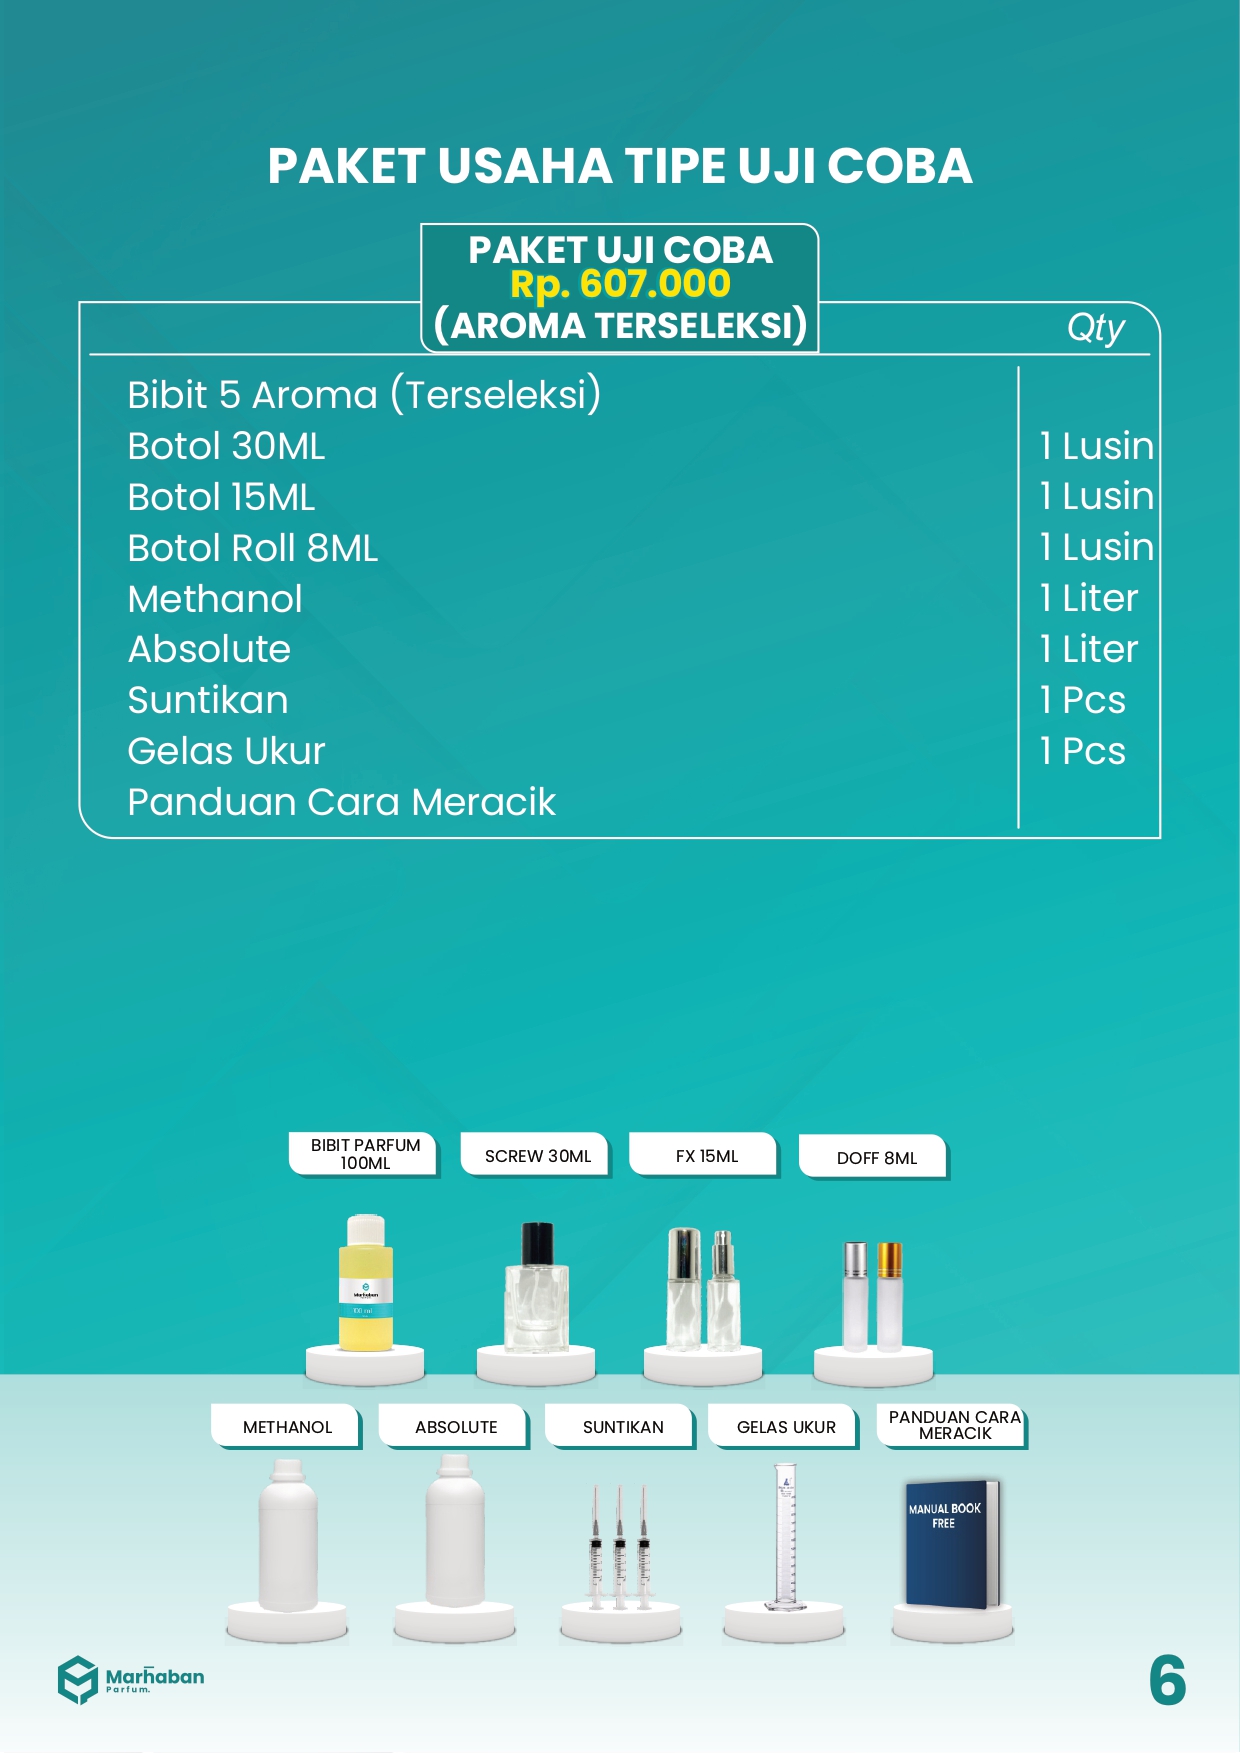 PAKET USAHA TIPE UJI COBA
PAKET UJI COBA
Rp. 607.000
(AROMA TERSELEKSI)
Qty
Bibit 5 Aroma (Terseleksi)
Botol 30ML 1 Lusin
Botol 15ML 1 Lusin
Botol Roll 8ML 1 Lusin
Methanol 1 Liter
Absolute 1 Liter
Suntikan 1 Pcs
Gelas Ukur 1 Pcs
Panduan Cara Meracik
BIBIT PARFUM
100ML
SCREW 30ML
FX 15ML
DOFF 8ML
Marhaban
100 ml
METHANOL
ABSOLUTE
SUNTIKAN
GELAS UKUR
PANDUAN CARA
MERACIK
MANUAL BOOK
FREE
Marhaban
Parfum.
6